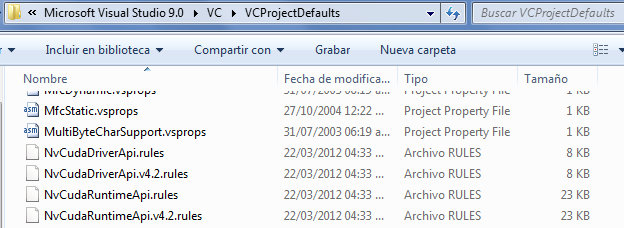 « Microsoft Visual Studio 9.0 ▸ VC ▸ VCProjectDefaults
Buscar VCProjectDefaults
Incluir en biblioteca Compartir con Grabar Nueva carpeta
Nombre Fecha de modifica... Tipo Tamaño
MfcDynamic.vsprops 31/07/2003 06:19 a... Project Property File 1 KB
asm MfcStatic.vsprops 27/10/2004 12:22 ... Project Property File 1 KB
asm MultiByteCharSupport.vsprops 31/07/2003 06:19 a... Project Property File 1 KB
NvCudaDriverApi.rules 22/03/2012 04:33 ... Archivo RULES 8 KB
NvCudaDriverApi.v4.2.rules 22/03/2012 04:33 ... Archivo RULES 8 KB
NvCudaRuntimeApi.rules 22/03/2012 04:33 ... Archivo RULES 23 KB
NvCudaRuntimeApi.v4.2.rules 22/03/2012 04:33 ... Archivo RULES 23 KB